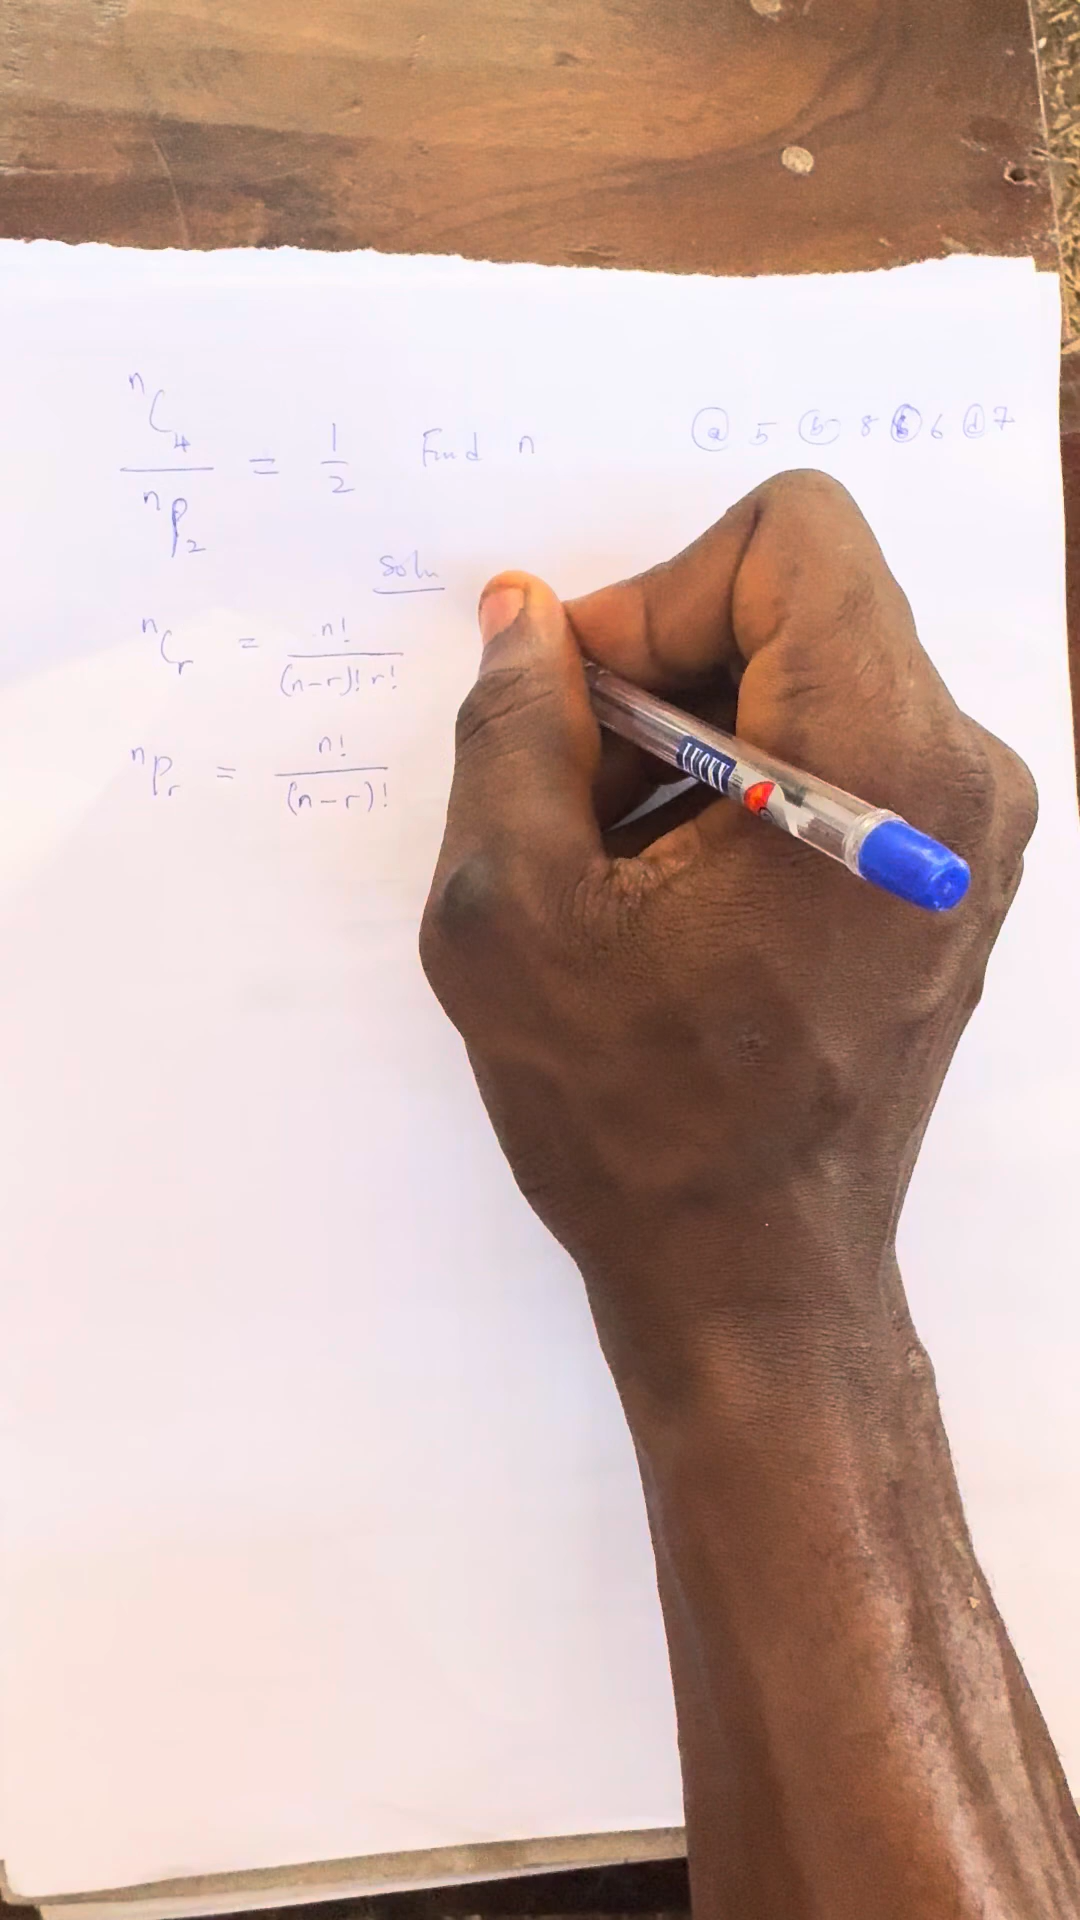 ⁿC₄ / ⁿP₂ = 1/2 Find n (a) 5 (b) 8 (c) 6 (d) 7
Soln
ⁿCᵣ = n! / (n-r)! r!
ⁿPᵣ = n! / (n-r)!